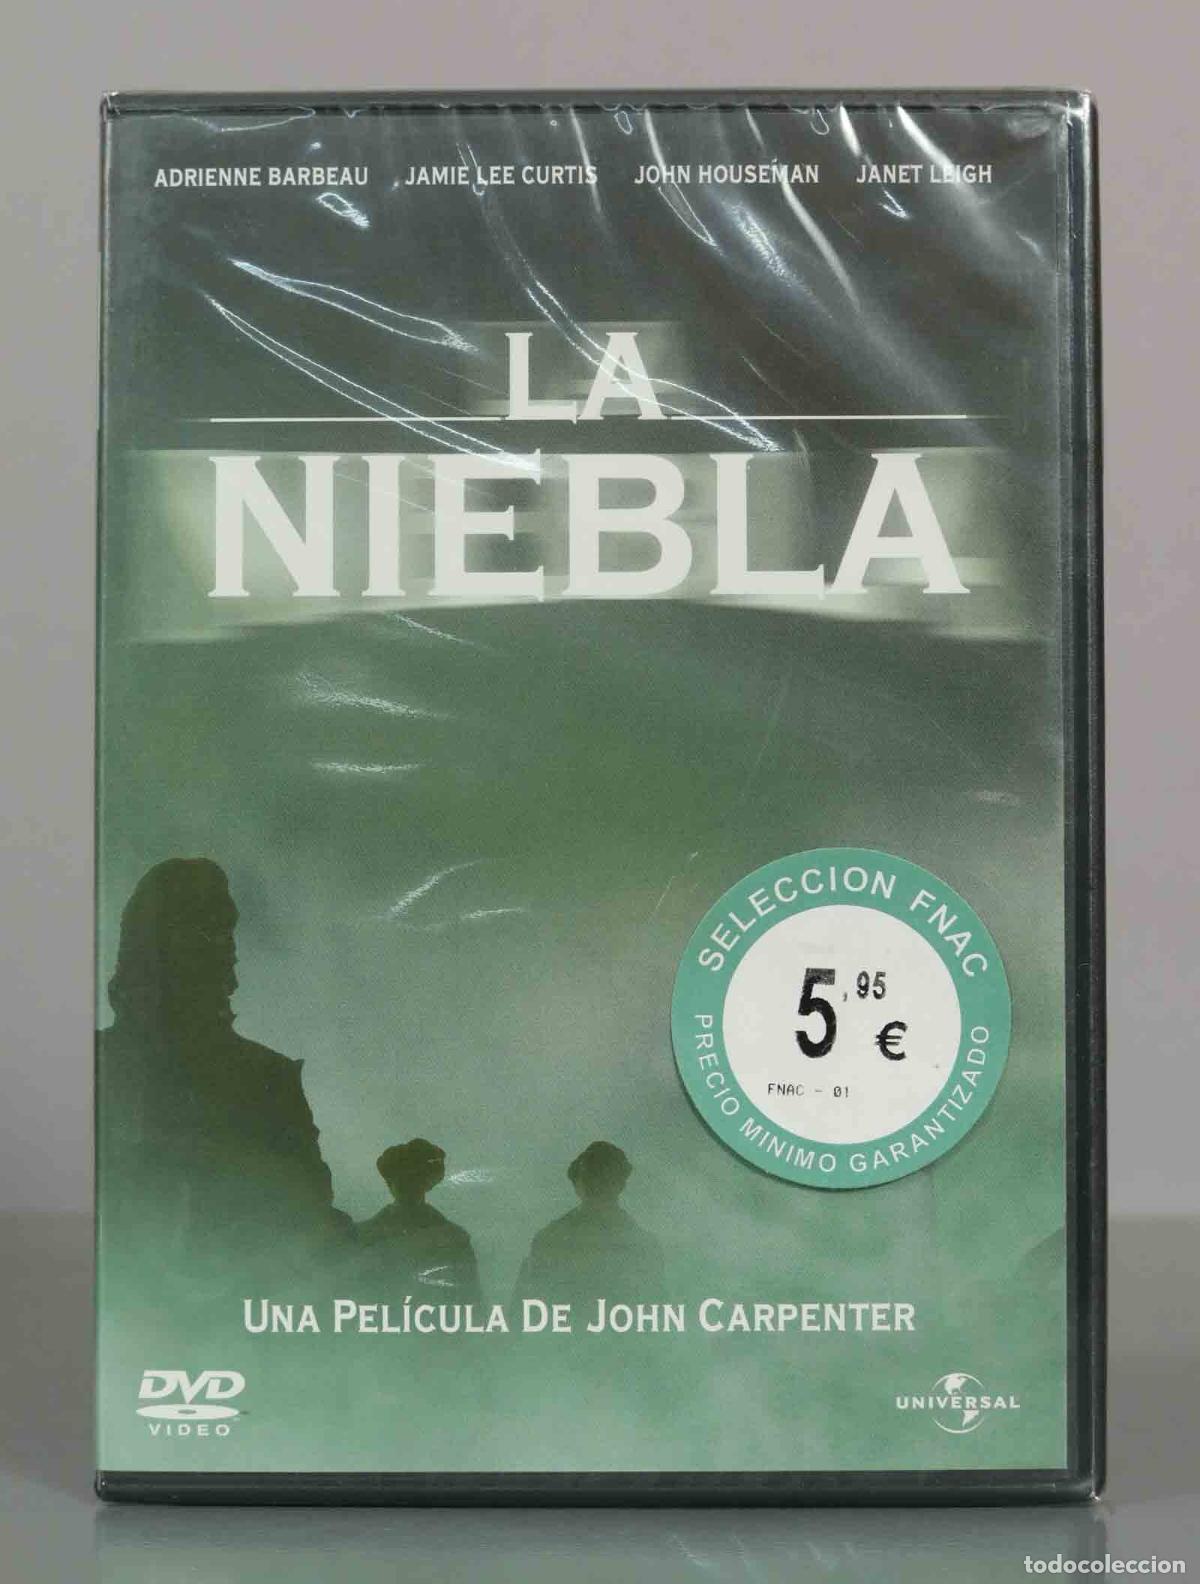 ADRIENNE BARBEAU JAMIE LEE CURTIS JOHN HOUSEMAN JANET LEIGH
LA
NIEBLA
SELECCION FNAC
5,95
€
FNAC - 01
PRECIO MINIMO GARANTIZADO
UNA PELÍCULA DE JOHN CARPENTER
DVD
VIDEO
UNIVERSAL
todocoleccion